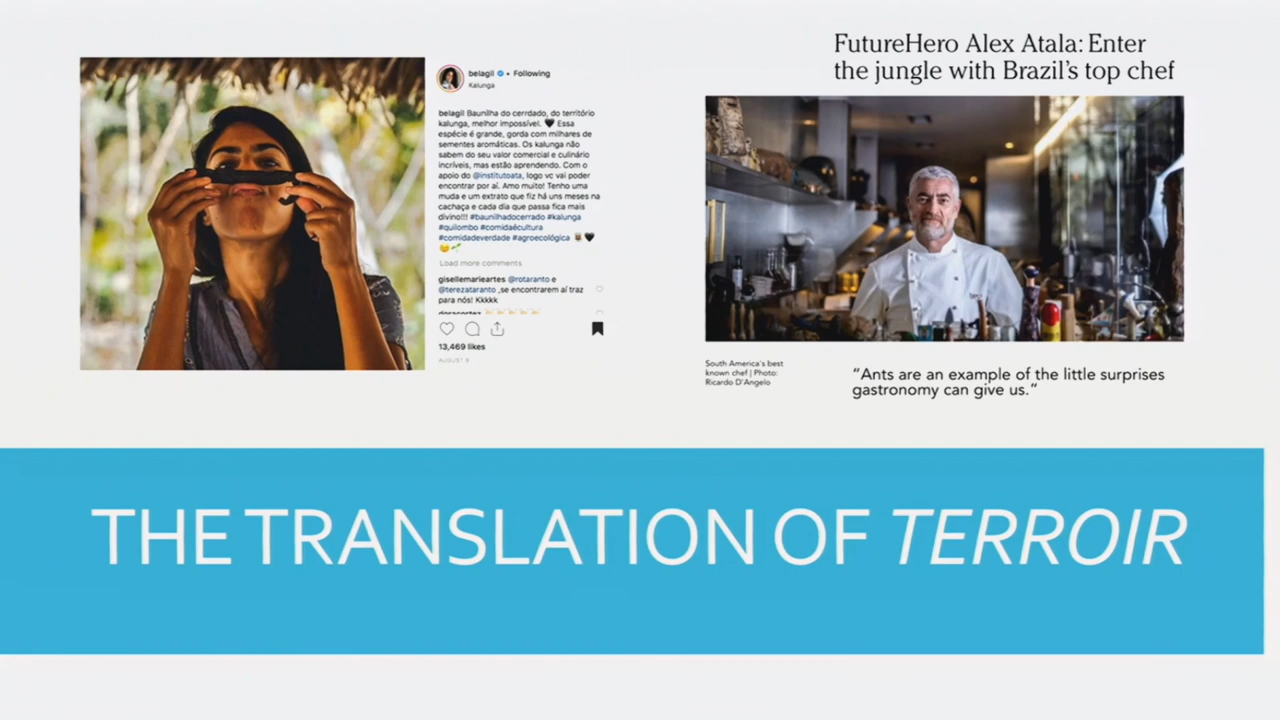 belagil • Following
Kalunga
belagil Baunilha do cerrdado, do território
kalunga, melhor impossível. 🖤 Essa
espécie é grande, gorda com milhares de
sementes aromáticas. Os kalunga não
sabem do seu valor comercial e culinário
incríveis, mas estão aprendendo. Com o
apoio do @institutoata, logo vc vai poder
encontrar por aí. Amo muito! Tenho uma
muda e um extrato que fiz há uns meses na
cachaça e cada dia que passa fica mais
divino!!! #baunilhadocerrado #kalunga
#quilombo #comidaécultura
#comidadeverdade #agroecológica
Load more comments
gisellemarieartes @rotaranto e
@terezataranto ,se encontrarem aí traz
para nós! Kkkkk
13,469 likes
AUGUST 9
FutureHero Alex Atala: Enter
the jungle with Brazil's top chef
South America's best
known chef | Photo:
Ricardo D'Angelo
“Ants are an example of the little surprises
gastronomy can give us.“
THE TRANSLATION OF TERROIR